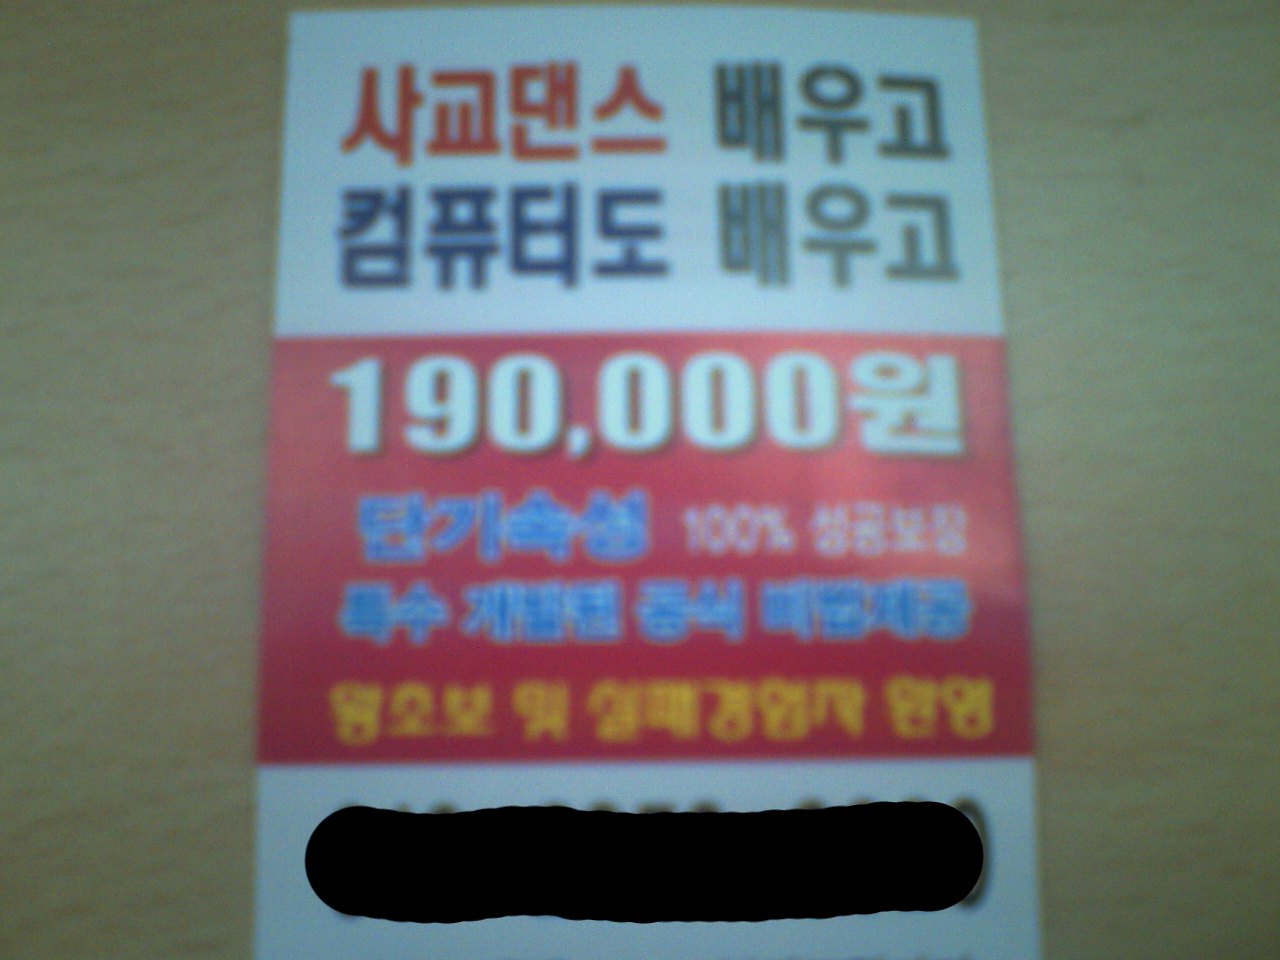 사교댄스 배우고
컴퓨터도 배우고
190,000원
단기속성 100% 성공보장
특수 개발된 공식 비법제공
왕초보 및 실패경험자 환영